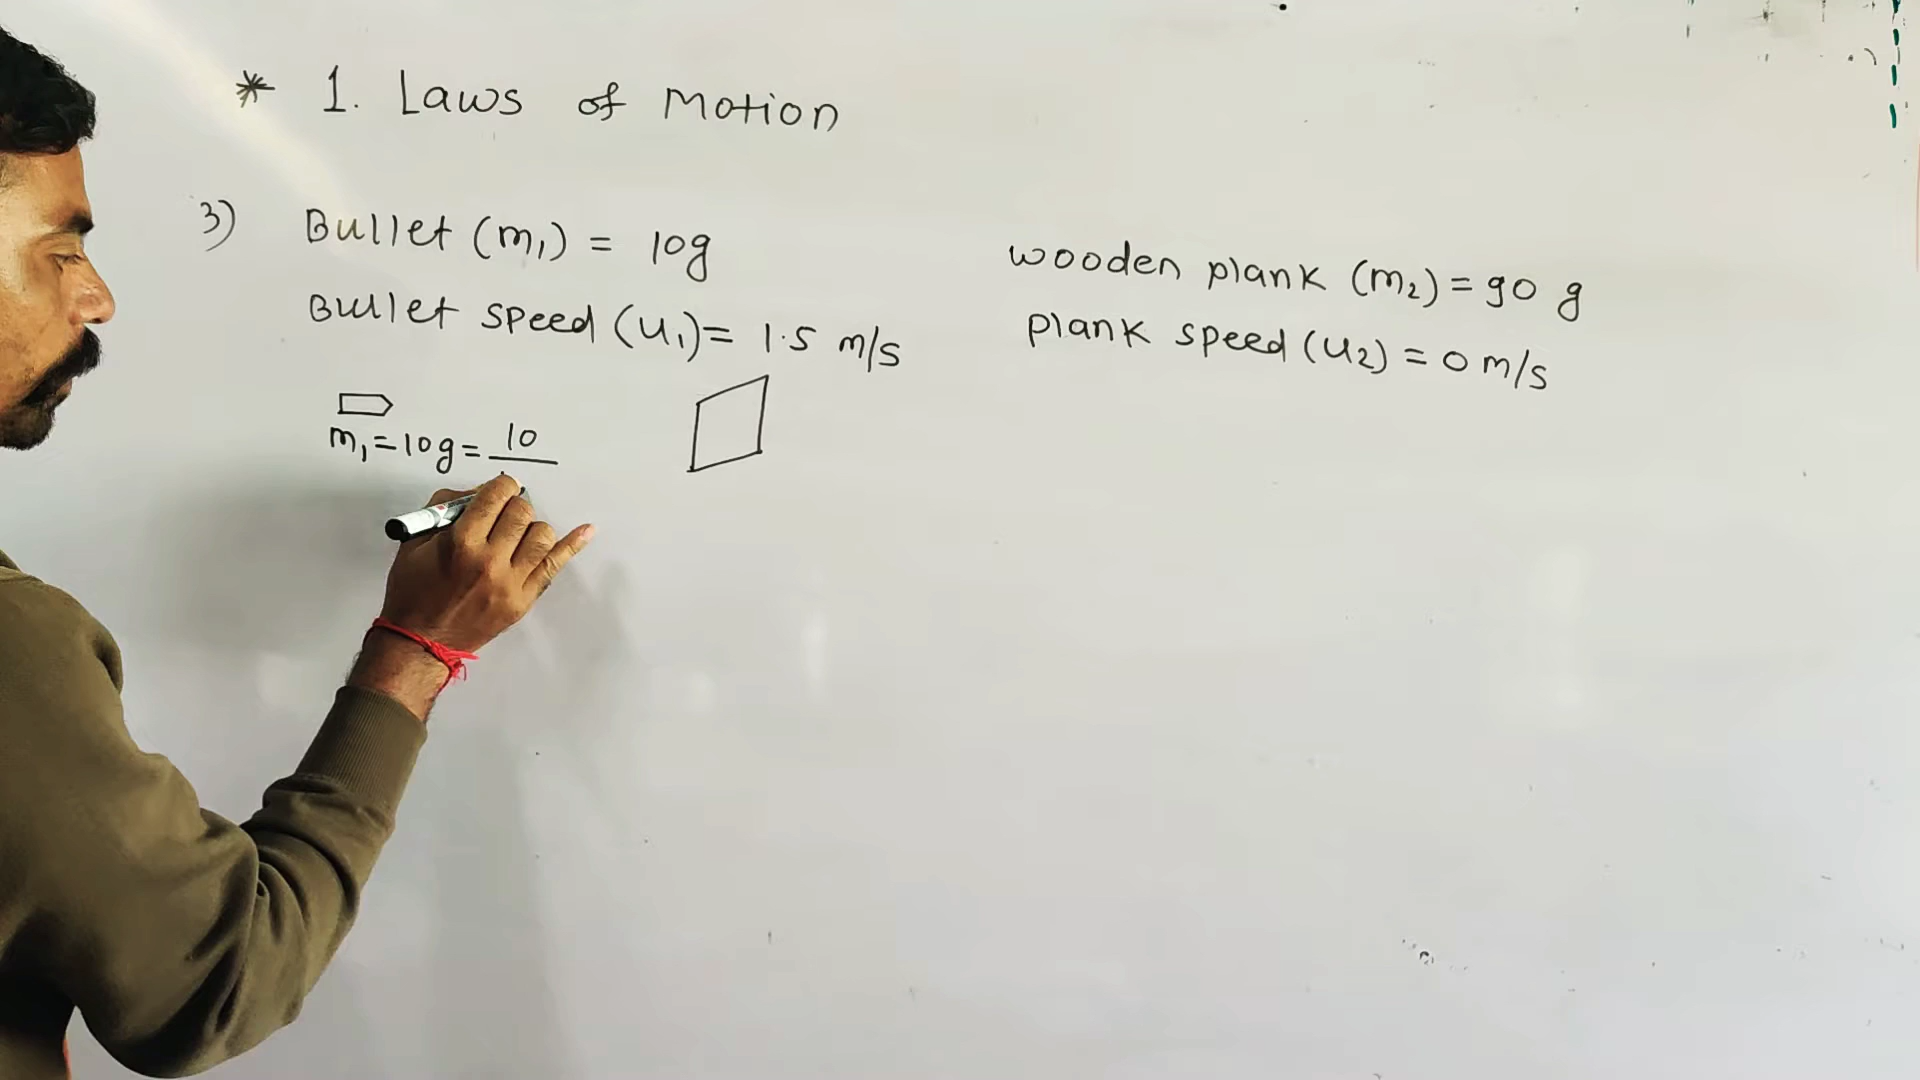 * 1. Laws of Motion
3) Bullet (m₁) = 10g
Bullet speed (u₁) = 1.5 m/s
wooden plank (m₂) = 90 g
plank speed (u₂) = 0 m/s
m₁ = 10g = 10